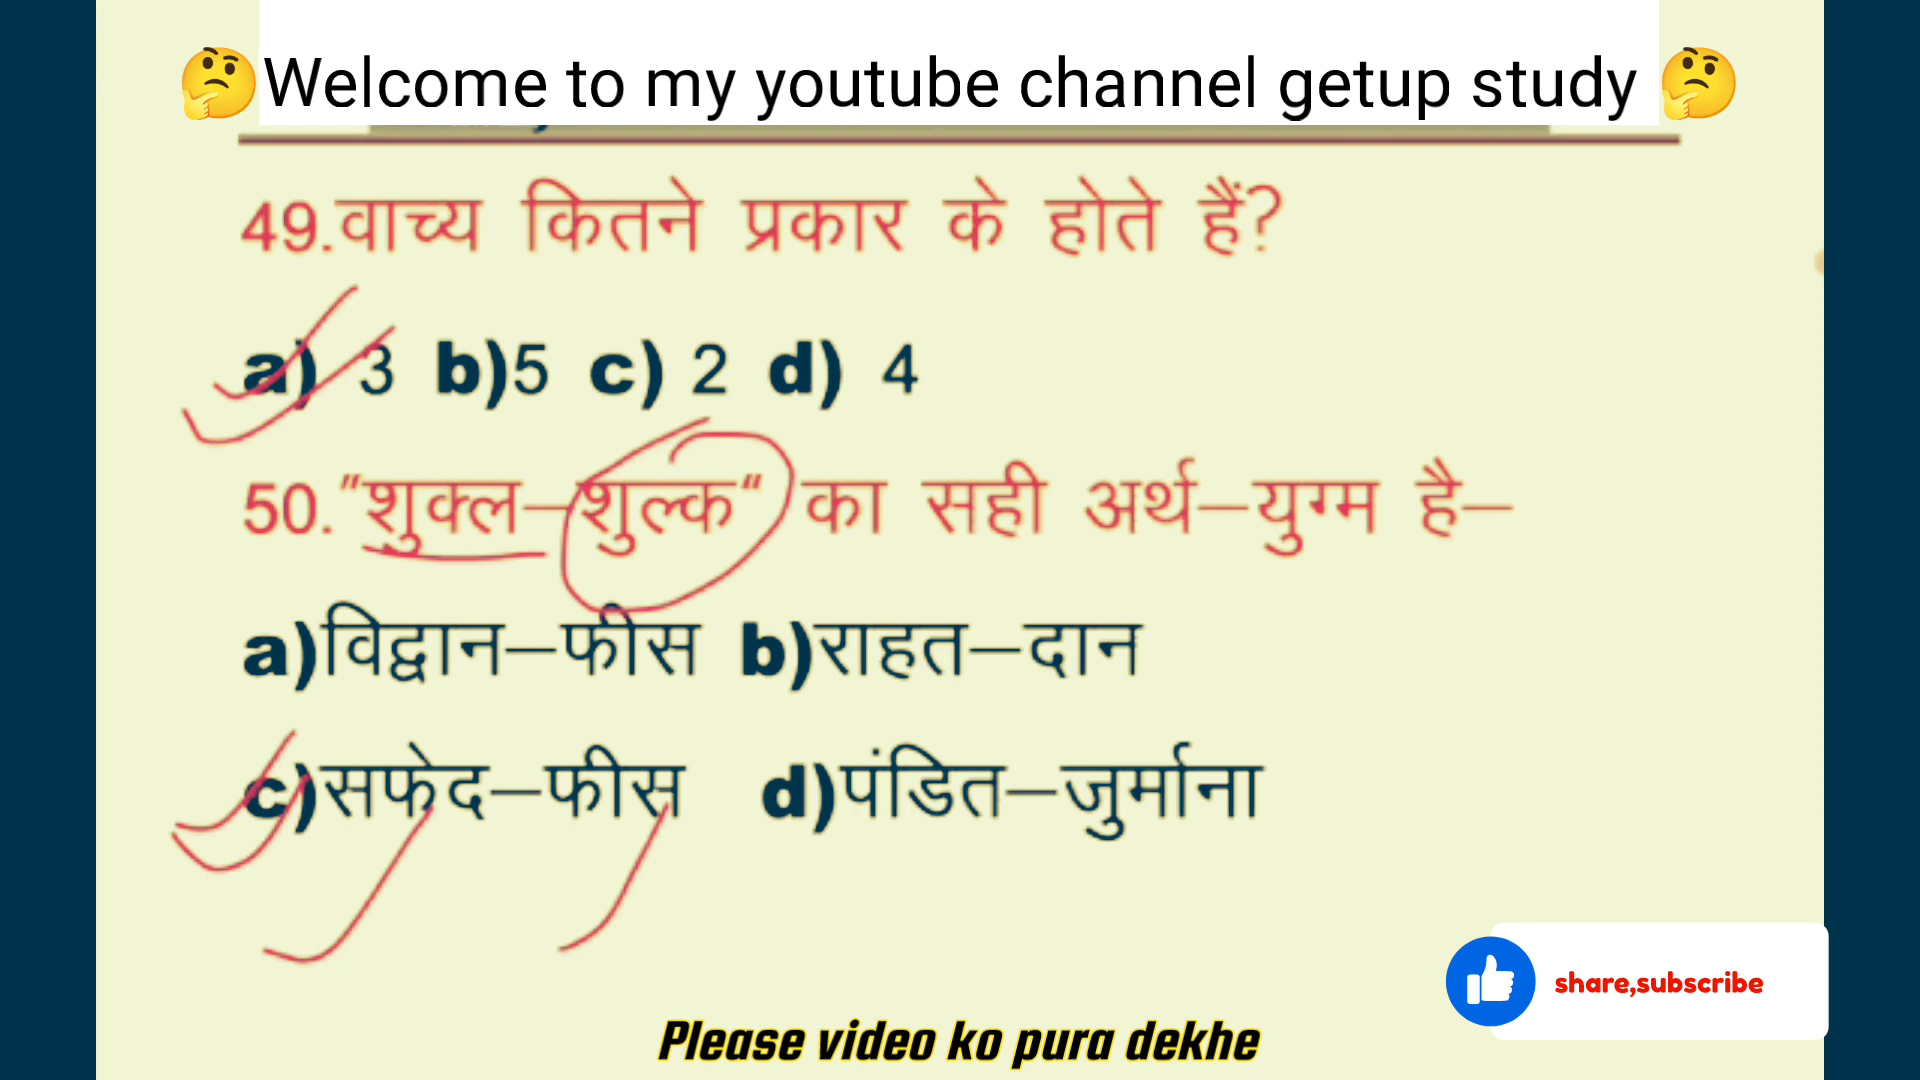 🤔Welcome to my youtube channel getup study 🤔
49.वाच्य कितने प्रकार के होते हैं?
a) 3 b)5 c) 2 d) 4
50."शुक्ल–शुल्क“ का सही अर्थ–युग्म है–
a)विद्वान–फीस b)राहत–दान
c)सफेद–फीस d)पंडित–जुर्माना
share,subscribe
Please video ko pura dekhe